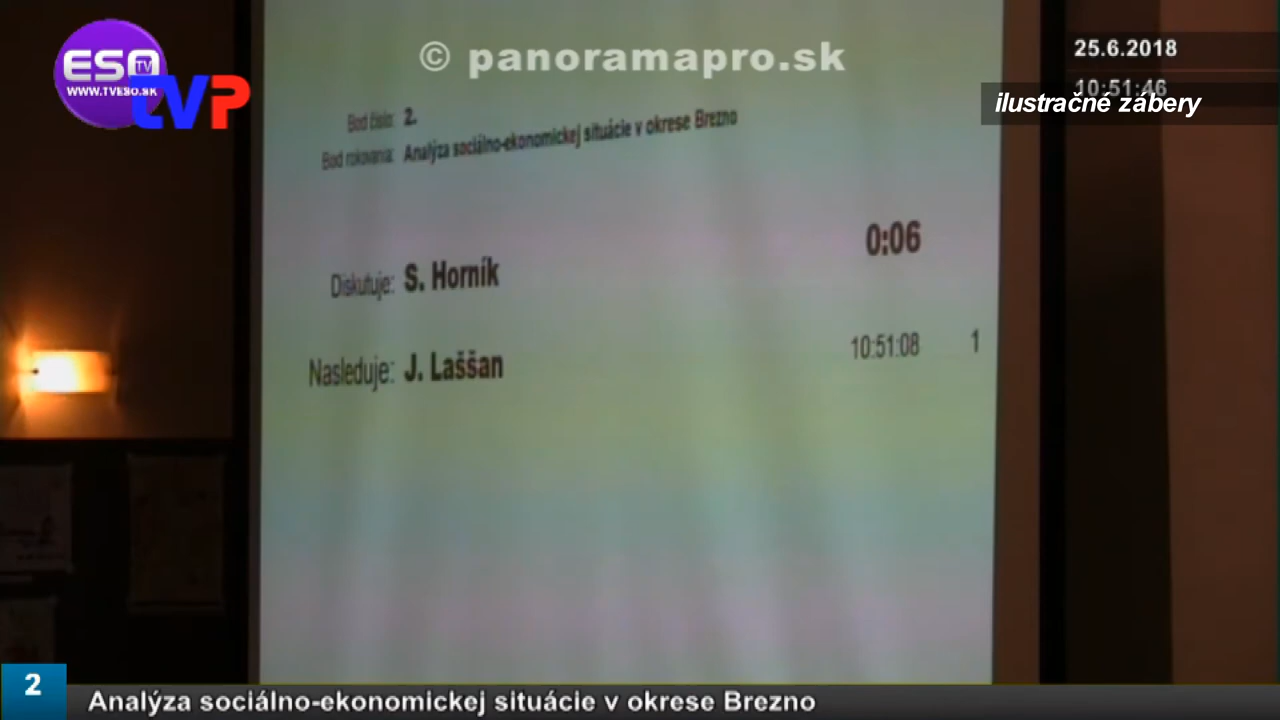 ESO TV
WWW.TVESO.SK
TVP
© panoramapro.sk
25.6.2018
10:51:46
ilustračné zábery
Bod číslo: 2.
Bod rokovania: Analýza sociálno-ekonomickej situácie v okrese Brezno
0:06
Diskutuje: S. Horník
Nasleduje: J. Laššan 10:51:08 1
2 Analýza sociálno-ekonomickej situácie v okrese Brezno